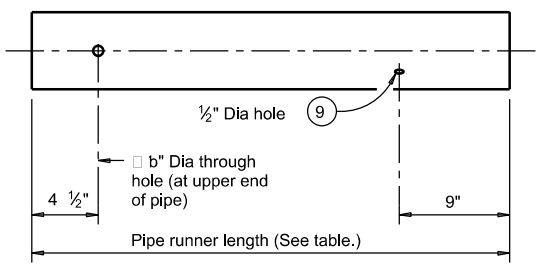 ½" Dia hole
9
□ b" Dia through
hole (at upper end
of pipe)
4 ½"
9"
Pipe runner length (See table.)